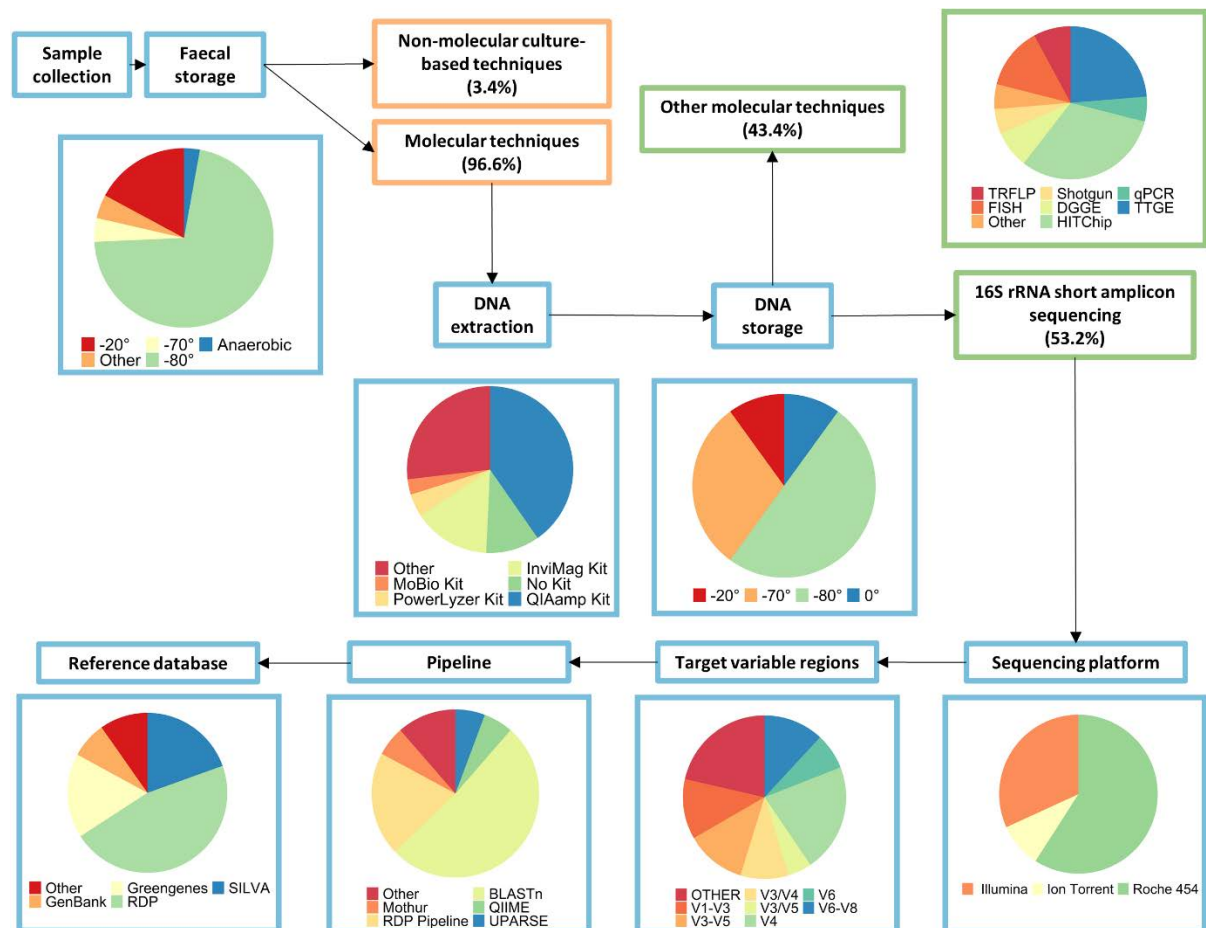 Sample
collection
Faecal
storage
Non-molecular culture-
based techniques
(3.4%)
Molecular techniques
(96.6%)
Other molecular techniques
(43.4%)
TRFLP Shotgun qPCR
FISH DGGE TTGE
Other HITChip
-20° -70° Anaerobic
Other -80°
DNA
extraction
DNA
storage
16S rRNA short amplicon
sequencing
(53.2%)
Other InviMag Kit
MoBio Kit No Kit
PowerLyzer Kit QIAamp Kit
-20° -70° -80° 0°
Reference database
Pipeline
Target variable regions
Sequencing platform
Other Greengenes SILVA
GenBank RDP
Other BLASTn
Mothur QIIME
RDP Pipeline UPARSE
OTHER V3/V4 V6
V1-V3 V3/V5 V6-V8
V3-V5 V4
Illumina Ion Torrent Roche 454